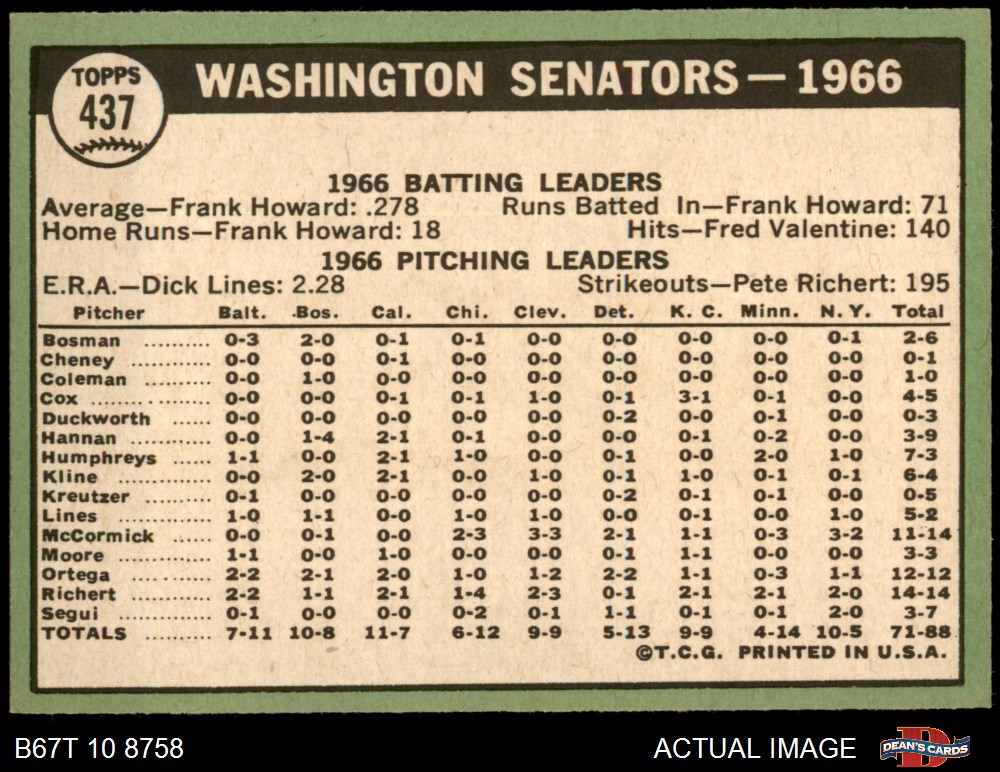 TOPPS
437
WASHINGTON SENATORS—1966
1966 BATTING LEADERS
Average—Frank Howard: .278 Runs Batted In—Frank Howard: 71
Home Runs—Frank Howard: 18 Hits—Fred Valentine: 140
1966 PITCHING LEADERS
E.R.A.—Dick Lines: 2.28 Strikeouts—Pete Richert: 195
Pitcher Balt. Bos. Cal. Chi. Clev. Det. K. C. Minn. N. Y. Total
Bosman .......... 0-3 2-0 0-1 0-1 0-0 0-0 0-0 0-0 0-1 2-6
Cheney ............ 0-0 0-0 0-1 0-0 0-0 0-0 0-0 0-0 0-0 0-1
Coleman .......... 0-0 1-0 0-0 0-0 0-0 0-0 0-0 0-0 0-0 1-0
Cox .................. 0-0 0-0 0-1 0-1 1-0 0-1 3-1 0-1 0-0 4-5
Duckworth ...... 0-0 0-0 0-0 0-0 0-0 0-2 0-0 0-1 0-0 0-3
Hannan ............ 0-0 1-4 2-1 0-1 0-0 0-0 0-1 0-2 0-0 3-9
Humphreys ...... 1-1 0-0 2-1 1-0 0-0 0-1 0-0 2-0 1-0 7-3
Kline ................ 0-0 2-0 2-1 0-0 1-0 0-1 1-0 0-1 0-1 6-4
Kreutzer .......... 0-1 0-0 0-0 0-0 0-0 0-2 0-1 0-1 0-0 0-5
Lines .............. 1-0 1-1 0-0 1-0 1-0 0-0 0-1 0-0 1-0 5-2
McCormick ...... 0-0 0-1 0-0 2-3 3-3 2-1 1-1 0-3 3-2 11-14
Moore .............. 1-1 0-0 1-0 0-0 0-0 0-1 1-1 0-0 0-0 3-3
Ortega ............ 2-2 2-1 2-0 1-0 1-2 2-2 1-1 0-3 1-1 12-12
Richert ............ 2-2 1-1 2-1 1-4 2-3 0-1 2-1 2-1 2-0 14-14
Segui .............. 0-1 0-0 0-0 0-2 0-1 1-1 0-1 0-1 2-0 3-7
TOTALS .......... 7-11 10-8 11-7 6-12 9-9 5-13 9-9 4-14 10-5 71-88
©T.C.G. PRINTED IN U.S.A.
B67T 10 8758 ACTUAL IMAGE DEAN'S CARDS